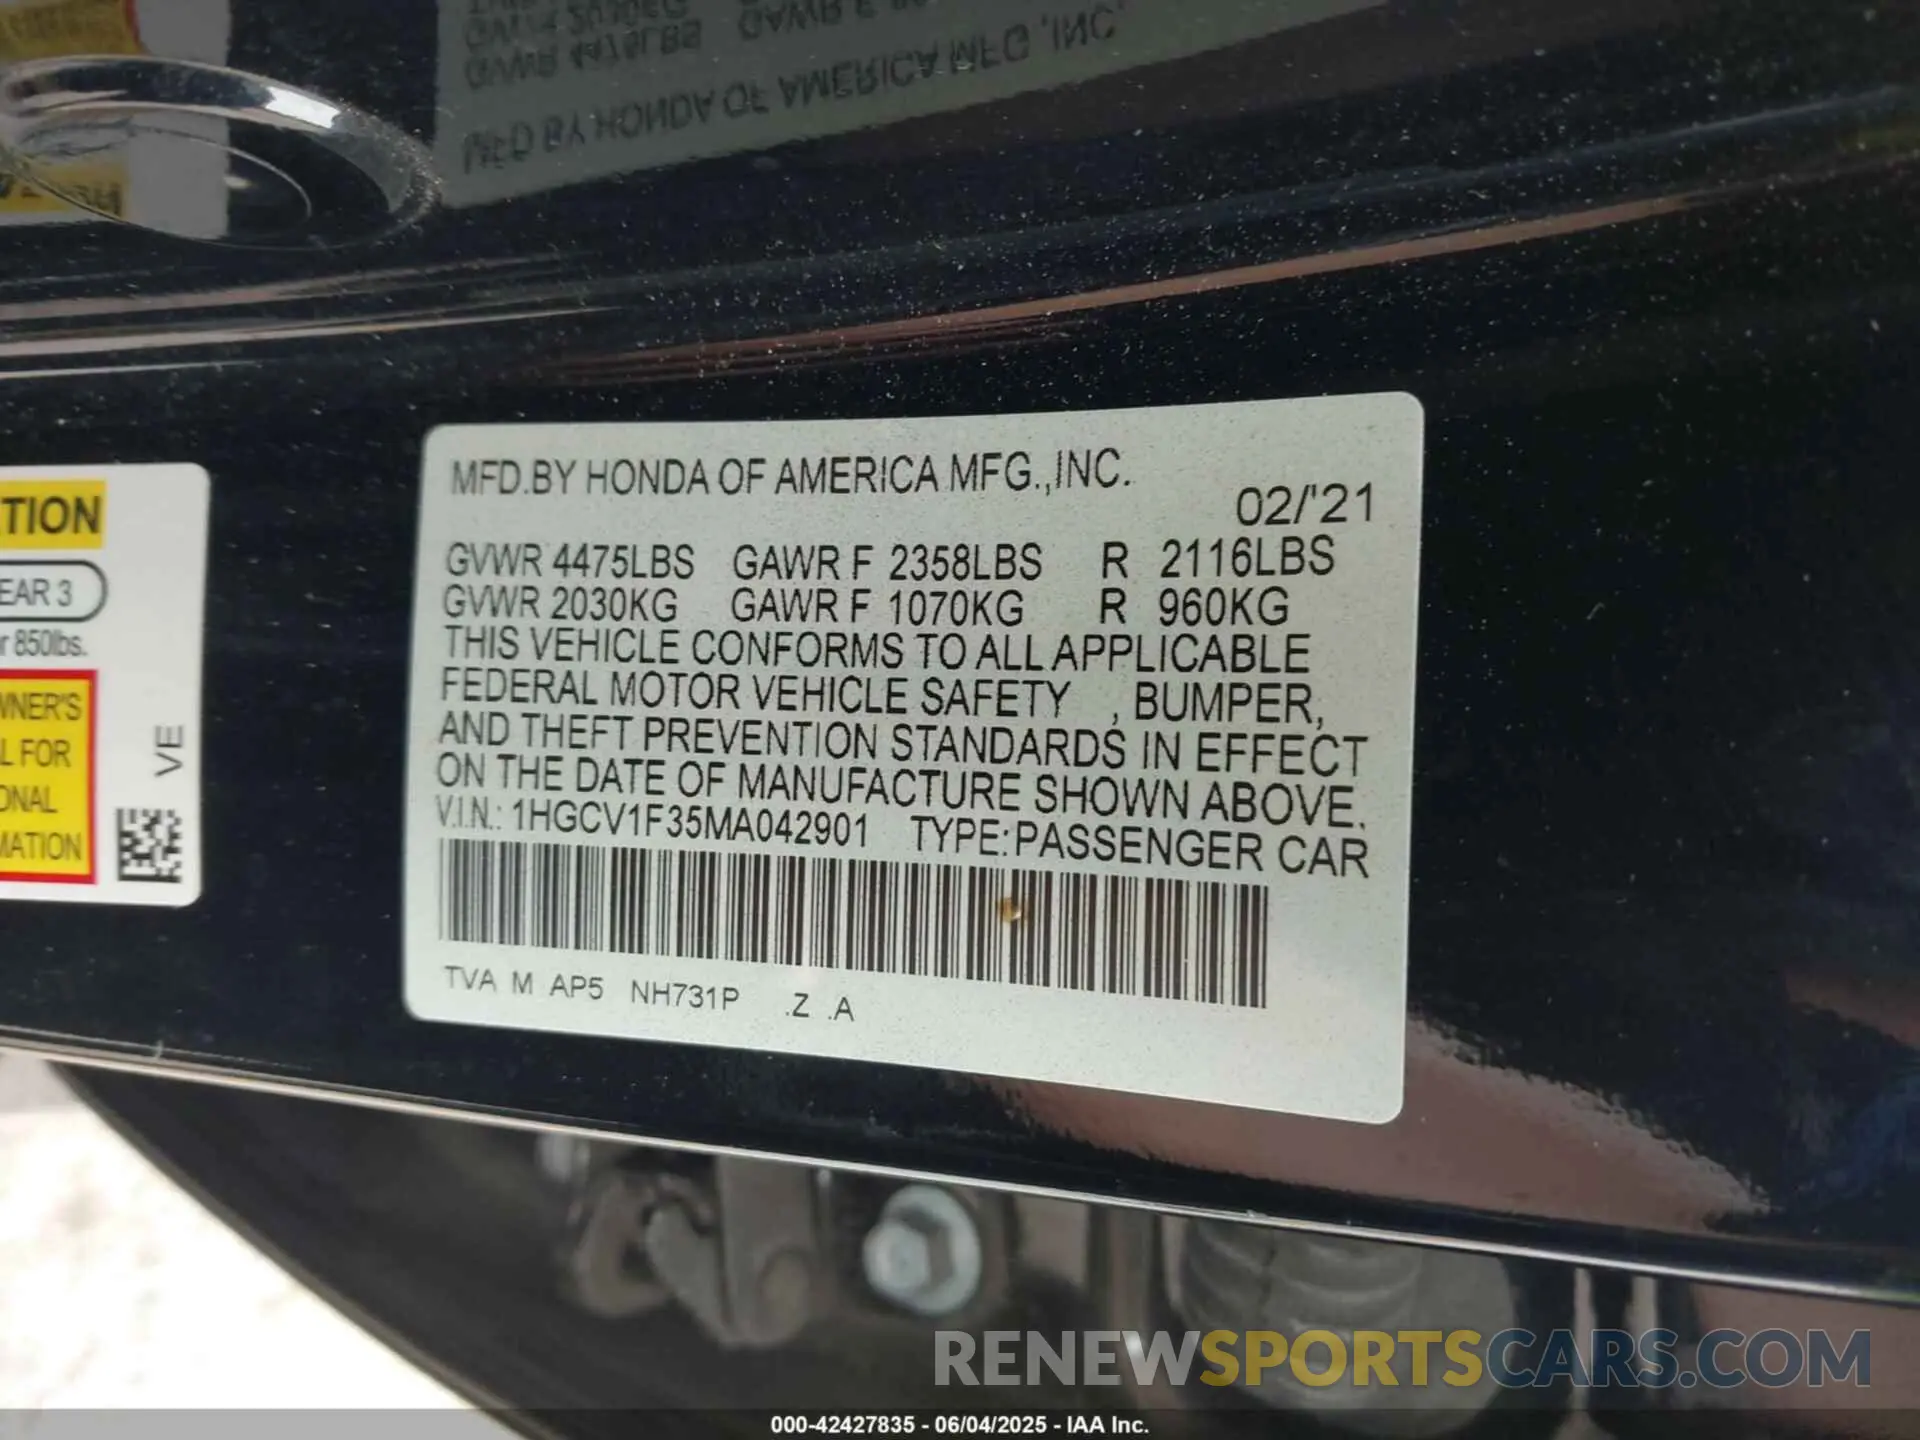 MFD.BY HONDA OF AMERICA MFG.,INC.
02/'21
GVWR 4475LBS GAWR F 2358LBS R 2116LBS
GVWR 2030KG GAWR F 1070KG R 960KG
THIS VEHICLE CONFORMS TO ALL APPLICABLE
FEDERAL MOTOR VEHICLE SAFETY , BUMPER,
AND THEFT PREVENTION STANDARDS IN EFFECT
ON THE DATE OF MANUFACTURE SHOWN ABOVE.
V.I.N.: 1HGCV1F35MA042901 TYPE:PASSENGER CAR
TVA M AP5 NH731P .Z .A
TION
EAR 3
r 850lbs.
WNER'S
L FOR
ONAL
MATION
VE
MFD BY HONDA OF AMERICA MFG.,INC.
GVWR 4475LBS
RENEWSPORTSCARS.COM
000-42427835 - 06/04/2025 - IAA Inc.